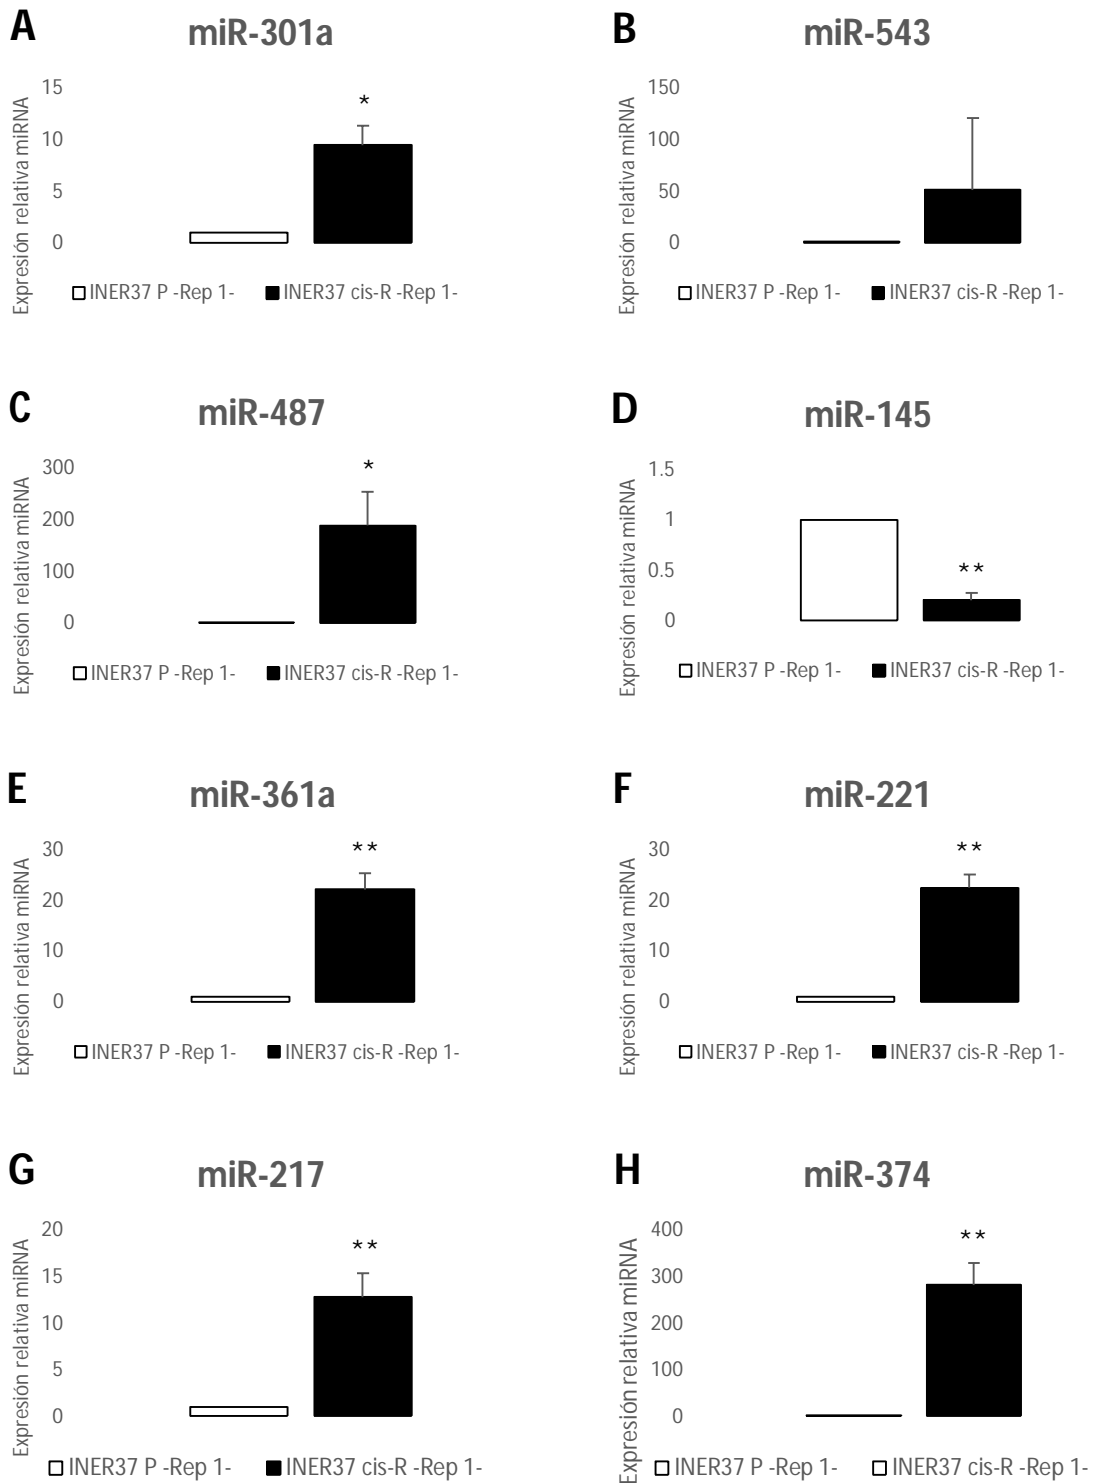 A
miR-301a
Expresión relativa miRNA
15
10
5
0
*
INER37 P -Rep 1-
INER37 cis-R -Rep 1-
B
miR-543
Expresión relativa miRNA
150
100
50
0
INER37 P -Rep 1-
INER37 cis-R -Rep 1-
C
miR-487
Expresión relativa miRNA
300
200
100
0
*
INER37 P -Rep 1-
INER37 cis-R -Rep 1-
D
miR-145
Expresión relativa miRNA
1.5
1
0.5
0
**
INER37 P -Rep 1-
INER37 cis-R -Rep 1-
E
miR-361a
Expresión relativa miRNA
30
20
10
0
**
INER37 P -Rep 1-
INER37 cis-R -Rep 1-
F
miR-221
Expresión relativa miRNA
30
20
10
0
**
INER37 P -Rep 1-
INER37 cis-R -Rep 1-
G
miR-217
Expresión relativa miRNA
20
15
10
5
0
**
INER37 P -Rep 1-
INER37 cis-R -Rep 1-
H
miR-374
Expresión relativa miRNA
400
300
200
100
0
**
INER37 P -Rep 1-
INER37 cis-R -Rep 1-